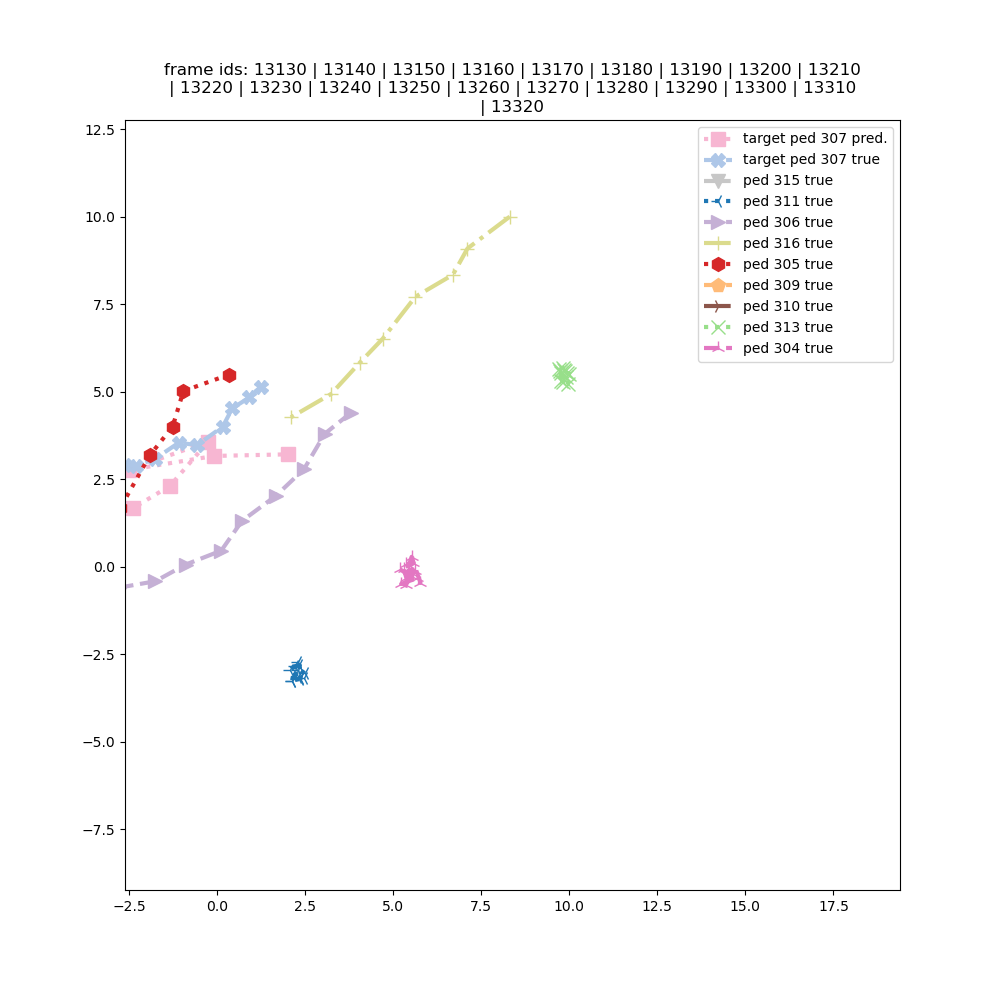 frame ids: 13130 | 13140 | 13150 | 13160 | 13170 | 13180 | 13190 | 13200 | 13210
| 13220 | 13230 | 13240 | 13250 | 13260 | 13270 | 13280 | 13290 | 13300 | 13310
| 13320
12.5
10.0
7.5
5.0
2.5
0.0
−2.5
−5.0
−7.5
target ped 307 pred.
target ped 307 true
ped 315 true
ped 311 true
ped 306 true
ped 316 true
ped 305 true
ped 309 true
ped 310 true
ped 313 true
ped 304 true
−2.5 0.0 2.5 5.0 7.5 10.0 12.5 15.0 17.5